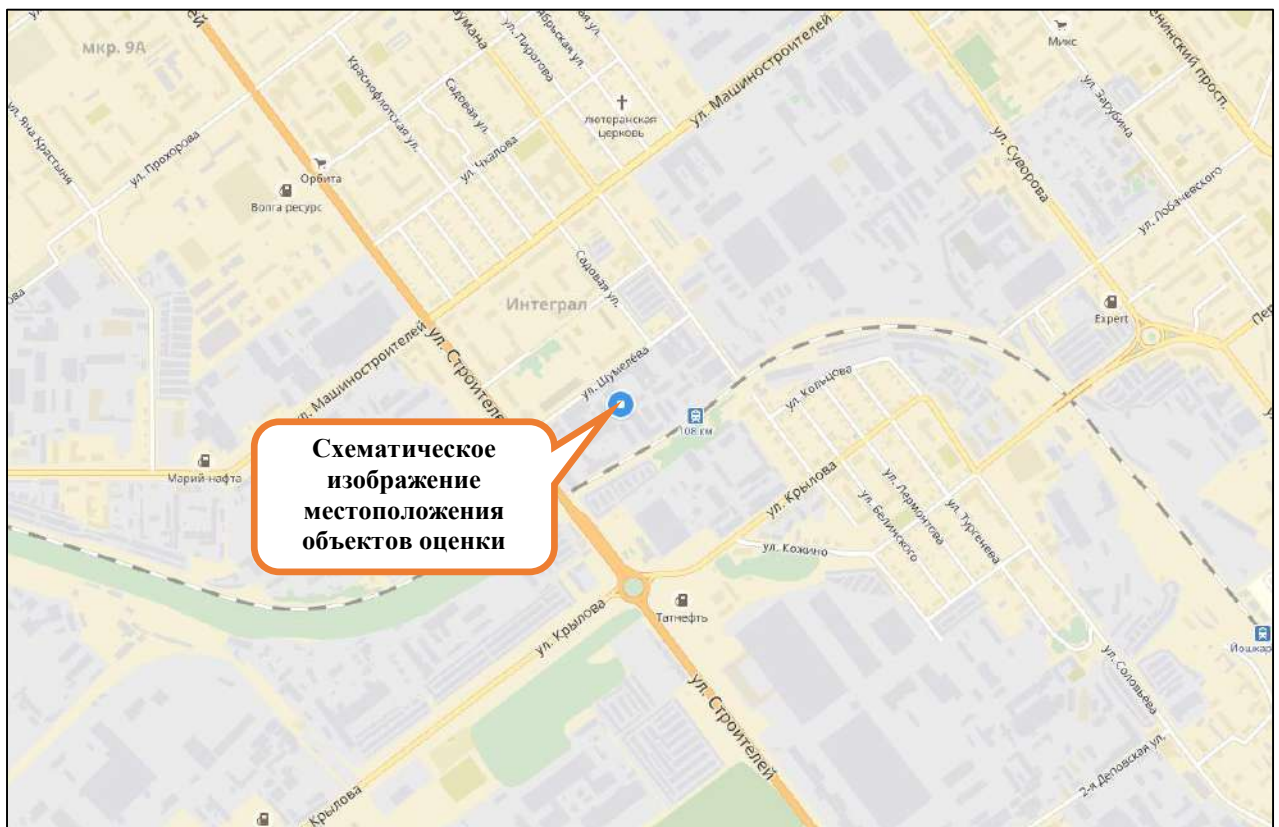 мкр. 9А
ул. Пирогова
Микс
Краснофлотская ул.
Садовая ул.
ул. Чкалова
лютеранская
церковь
ул. Машиностроителей
ул. Суворова
ул. Зарубина
ул. Лобачевского
ул. Яна Крастыня
ул. Прохорова
Орбита
Волга ресурс
Садовая ул.
Интеграл
Expert
ул. Машиностроителей
ул. Шумелёва
108 км
ул. Кольцова
Марий-нафта
Схематическое
изображение
местоположения
объектов оценки
ул. Крылова
ул. Белинского
ул. Лермонтова
ул. Тургенева
ул. Кожино
ул. Крылова
Татнефть
ул. Строителей
ул. Соловьёва
2-я Деповская ул.
Крылова